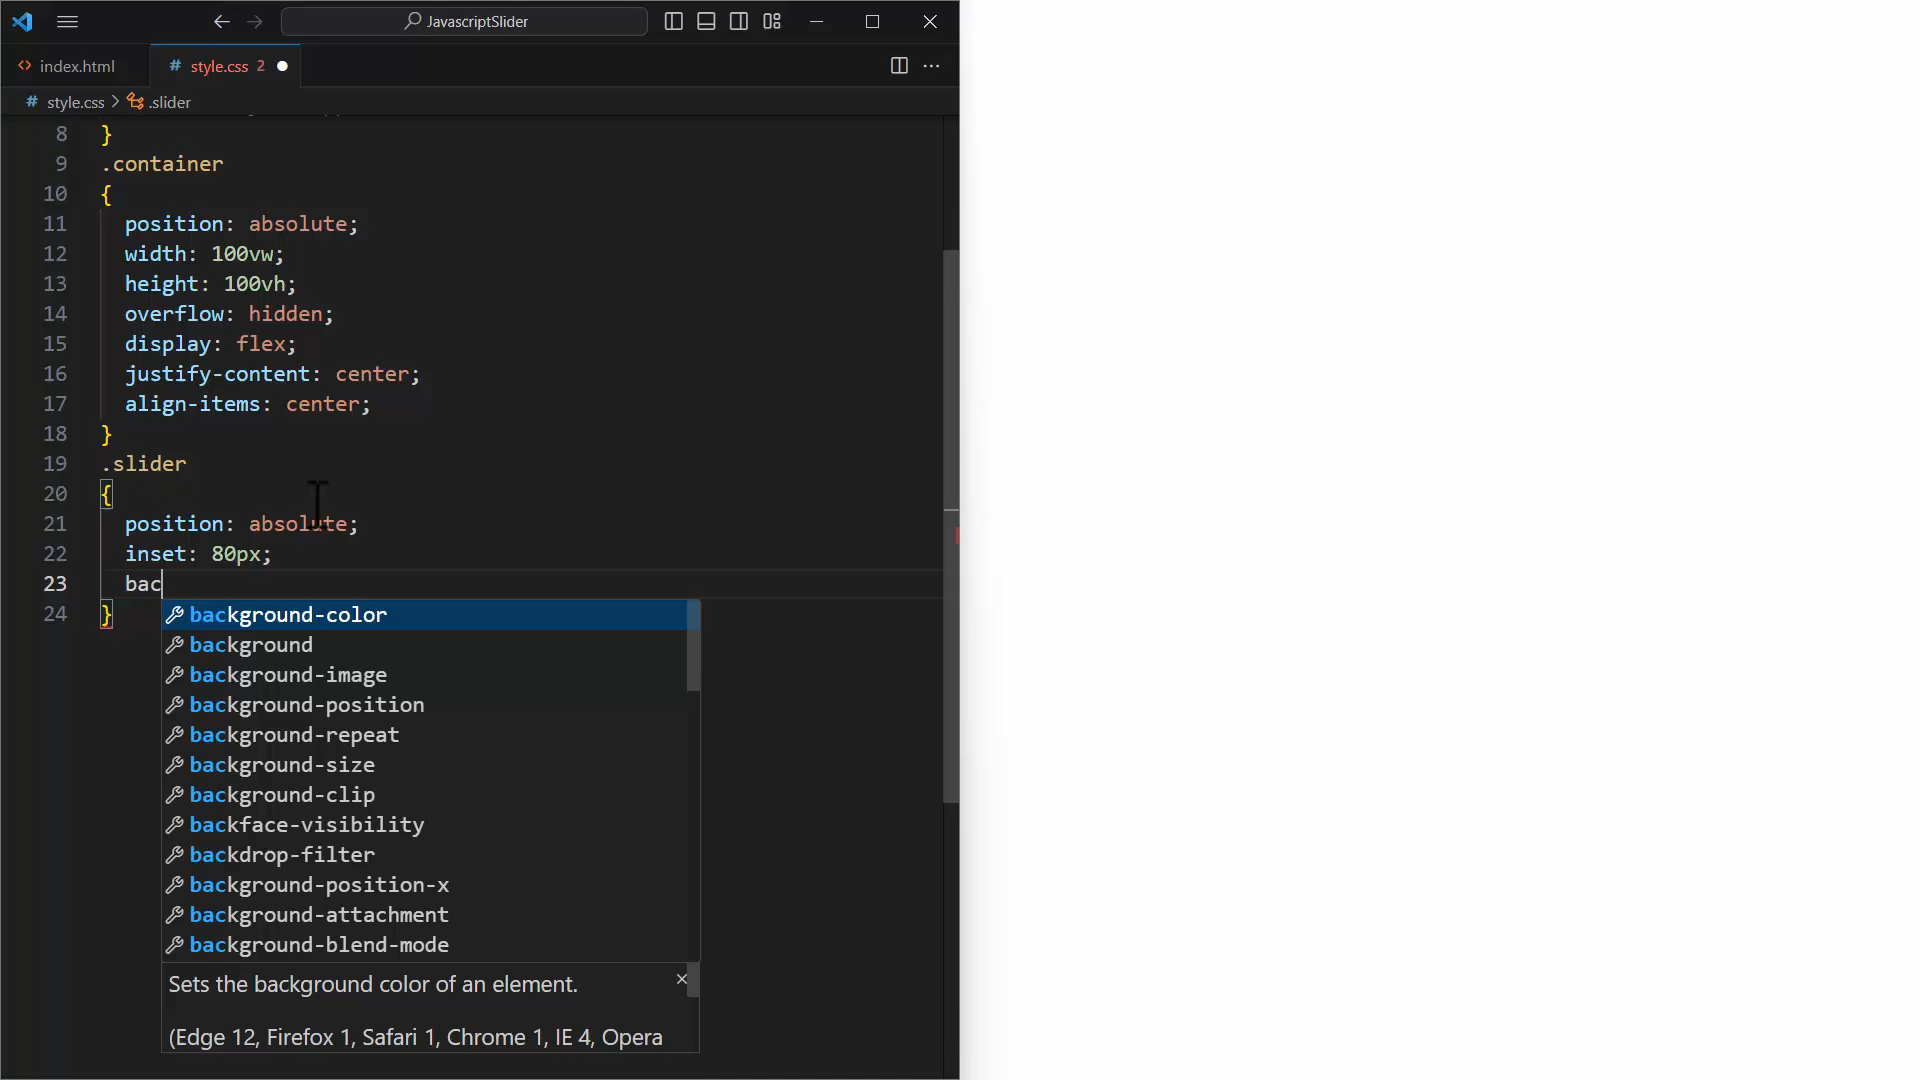 JavascriptSlider
index.html
# style.css 2
# style.css > .slider
8 }
9 .container
10 {
11 position: absolute;
12 width: 100vw;
13 height: 100vh;
14 overflow: hidden;
15 display: flex;
16 justify-content: center;
17 align-items: center;
18 }
19 .slider
20 {
21 position: absolute;
22 inset: 80px;
23 bac
24 }
background-color
background
background-image
background-position
background-repeat
background-size
background-clip
backface-visibility
backdrop-filter
background-position-x
background-attachment
background-blend-mode
Sets the background color of an element.
(Edge 12, Firefox 1, Safari 1, Chrome 1, IE 4, Opera